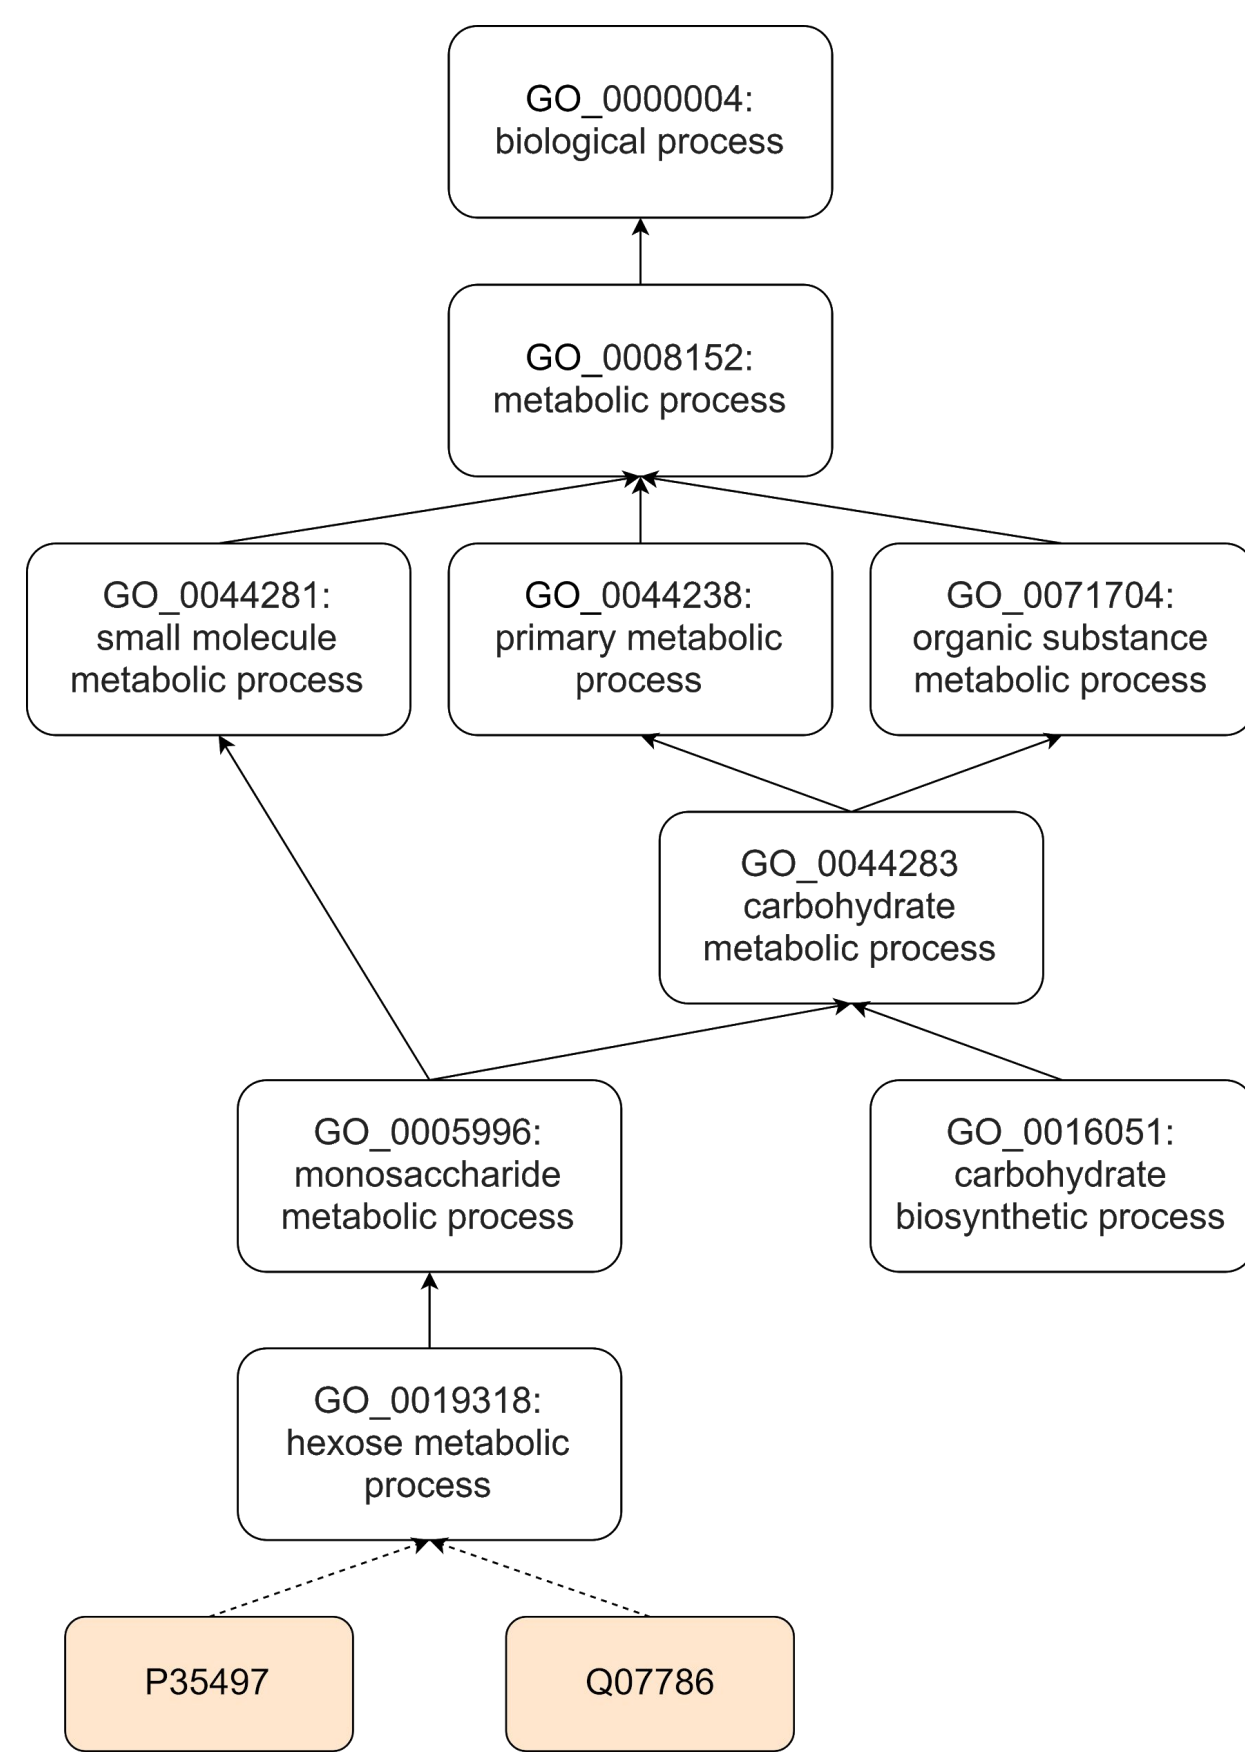 GO_0000004:
biological process
GO_0008152:
metabolic process
GO_0044281:
small molecule
metabolic process
GO_0044238:
primary metabolic
process
GO_0071704:
organic substance
metabolic process
GO_0044283
carbohydrate
metabolic process
GO_0005996:
monosaccharide
metabolic process
GO_0016051:
carbohydrate
biosynthetic process
GO_0019318:
hexose metabolic
process
P35497
Q07786